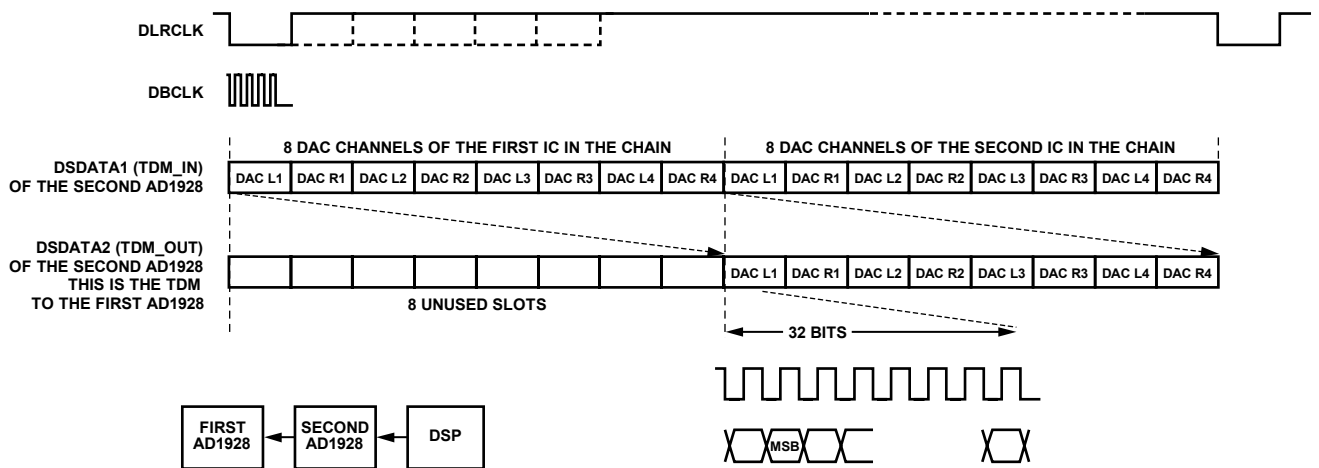 DLRCLK
DBCLK
8 DAC CHANNELS OF THE FIRST IC IN THE CHAIN
8 DAC CHANNELS OF THE SECOND IC IN THE CHAIN
DSDATA1 (TDM_IN)
OF THE SECOND AD1928
DAC L1 DAC R1 DAC L2 DAC R2 DAC L3 DAC R3 DAC L4 DAC R4 DAC L1 DAC R1 DAC L2 DAC R2 DAC L3 DAC R3 DAC L4 DAC R4
DSDATA2 (TDM_OUT)
OF THE SECOND AD1928
THIS IS THE TDM
TO THE FIRST AD1928
DAC L1 DAC R1 DAC L2 DAC R2 DAC L3 DAC R3 DAC L4 DAC R4
8 UNUSED SLOTS
32 BITS
FIRST
AD1928
SECOND
AD1928
DSP
MSB